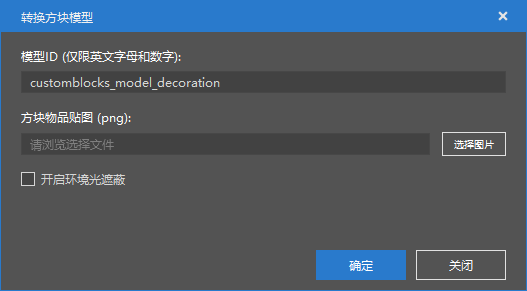 转换方块模型
模型ID (仅限英文字母和数字):
customblocks_model_decoration
方块物品贴图 (png):
请浏览选择文件
选择图片
开启环境光遮蔽
确定
关闭